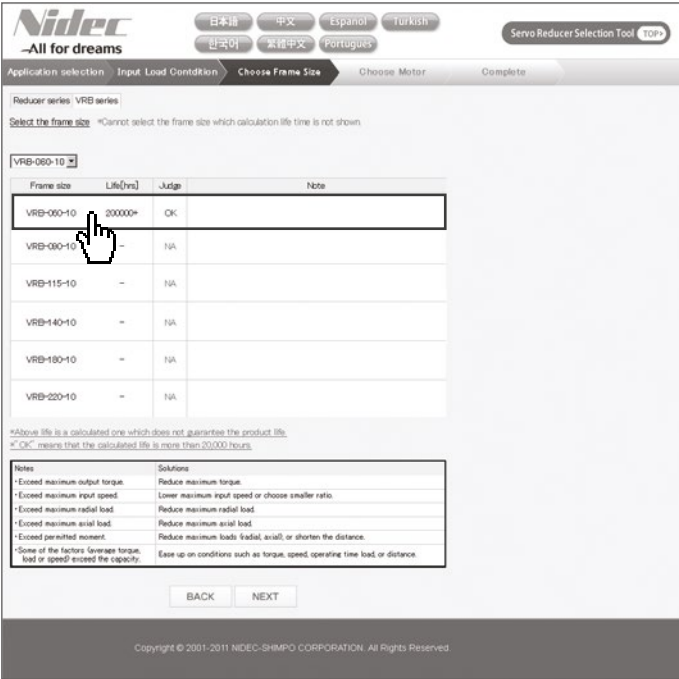 Nidec
-All for dreams
日本語 中文 Espanol Turkish
한국어 繁體中文 Portugues
Servo Reducer Selection Tool TOP
Application selection Input Load Contdition Choose Frame Size Choose Motor Complete
Reducer series VRB series
Select the frame size *Cannot select the frame size which calculation life time is not shown.
VRB-060-10
Frame size Life[hrs] Judge Note
VRB-060-10 200000+ OK
VRB-090-10 - NA
VRB-115-10 - NA
VRB-140-10 - NA
VRB-180-10 - NA
VRB-220-10 - NA
*Above life is a calculated one which does not guarantee the product life.
*"OK" means that the calculated life is more than 20,000 hours.
Notes Solutions
・Exceed maximum output torque. Reduce maximum torque.
・Exceed maximum input speed. Lower maximum input speed or choose smaller ratio.
・Exceed maximum radial load. Reduce maximum radial load.
・Exceed maximum axial load. Reduce maximum axial load.
・Exceed permitted moment. Reduce maximum loads (radial, axial); or shorten the distance.
・Some of the factors (average torque, load or speed) exceed the capacity. Ease up on conditions such as torque, speed, operating time load, or distance.
BACK NEXT
Copyright © 2001-2011 NIDEC-SHIMPO CORPORATION. All Rights Reserved.